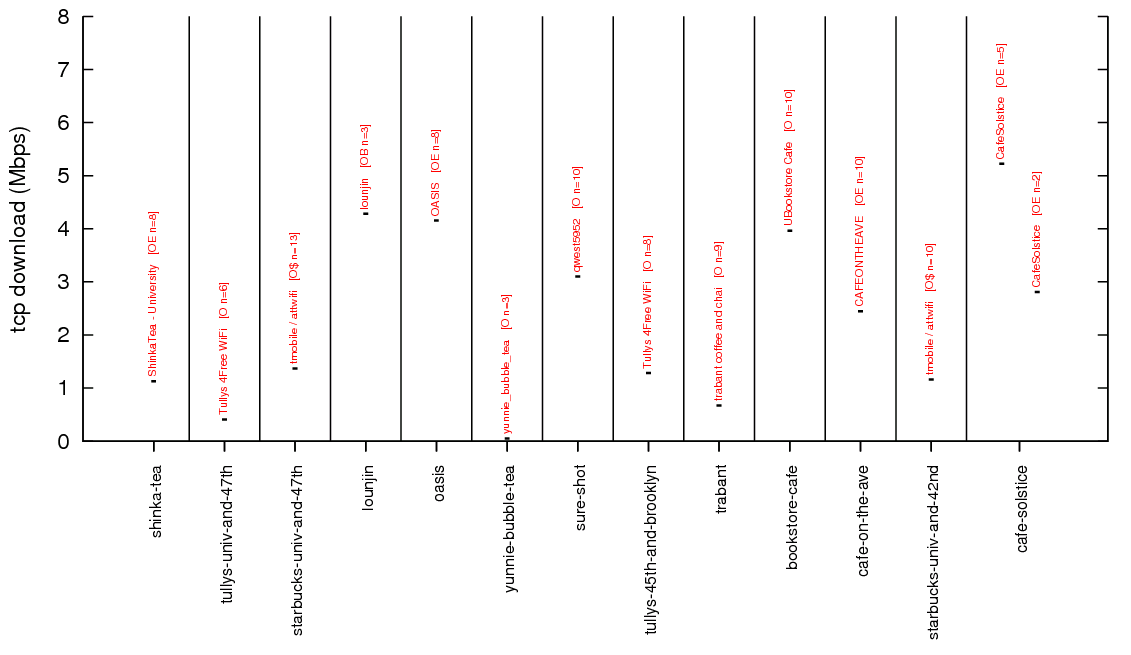 8
7
6
5
4
3
2
1
0
tcp download (Mbps)
ShinkaTea - University [OE n=8]
Tullys 4Free WiFi [O n=6]
tmobile / attwifi [O$ n=13]
lounjin [OB n=3]
OASIS [OE n=8]
yunnie_bubble_tea [O n=3]
qwest5952 [O n=10]
Tullys 4Free WiFi [O n=8]
trabant coffee and chai [O n=9]
UBookstore Cafe [O n=10]
CAFEONTHEAVE [OE n=10]
tmobile / attwifi [O$ n=10]
CafeSolstice [OE n=5]
CafeSolstice [OE n=2]
shinka-tea
tullys-univ-and-47th
starbucks-univ-and-47th
lounjin
oasis
yunnie-bubble-tea
sure-shot
tullys-45th-and-brooklyn
trabant
bookstore-cafe
cafe-on-the-ave
starbucks-univ-and-42nd
cafe-solstice